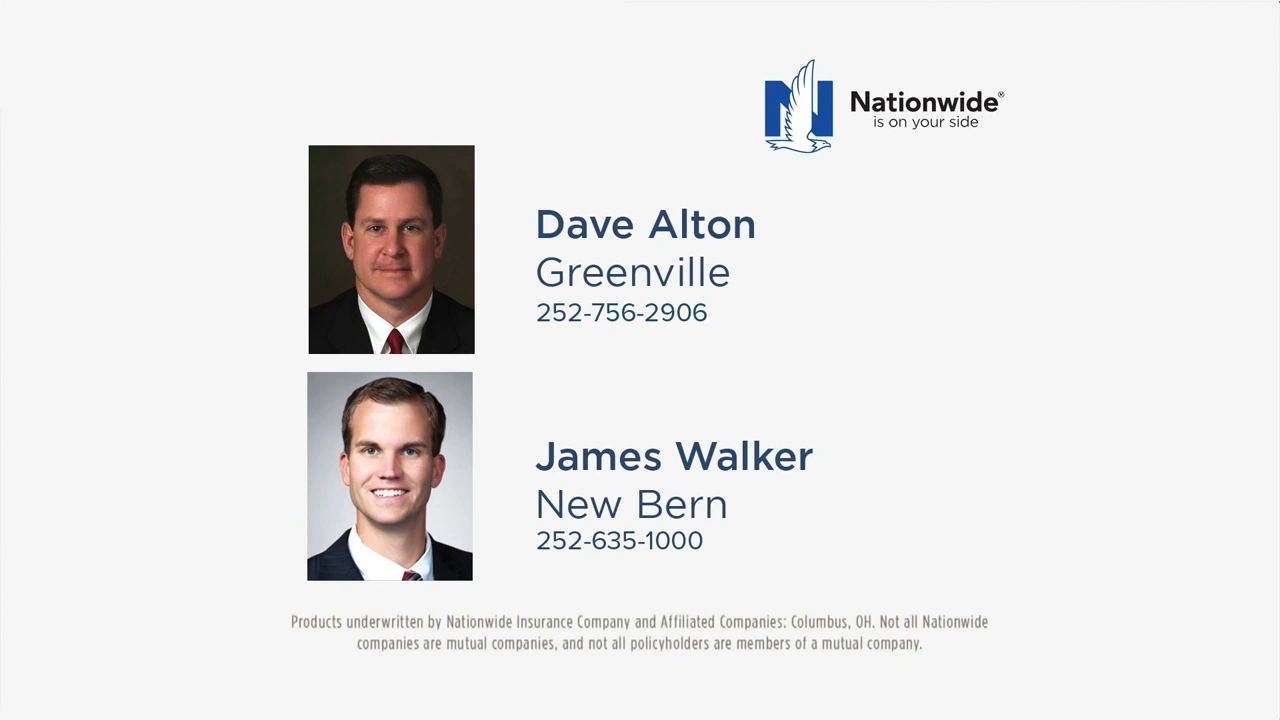 Nationwide®
is on your side
Dave Alton
Greenville
252-756-2906
James Walker
New Bern
252-635-1000
Products underwritten by Nationwide Insurance Company and Affiliated Companies: Columbus, OH. Not all Nationwide
companies are mutual companies, and not all policyholders are members of a mutual company.